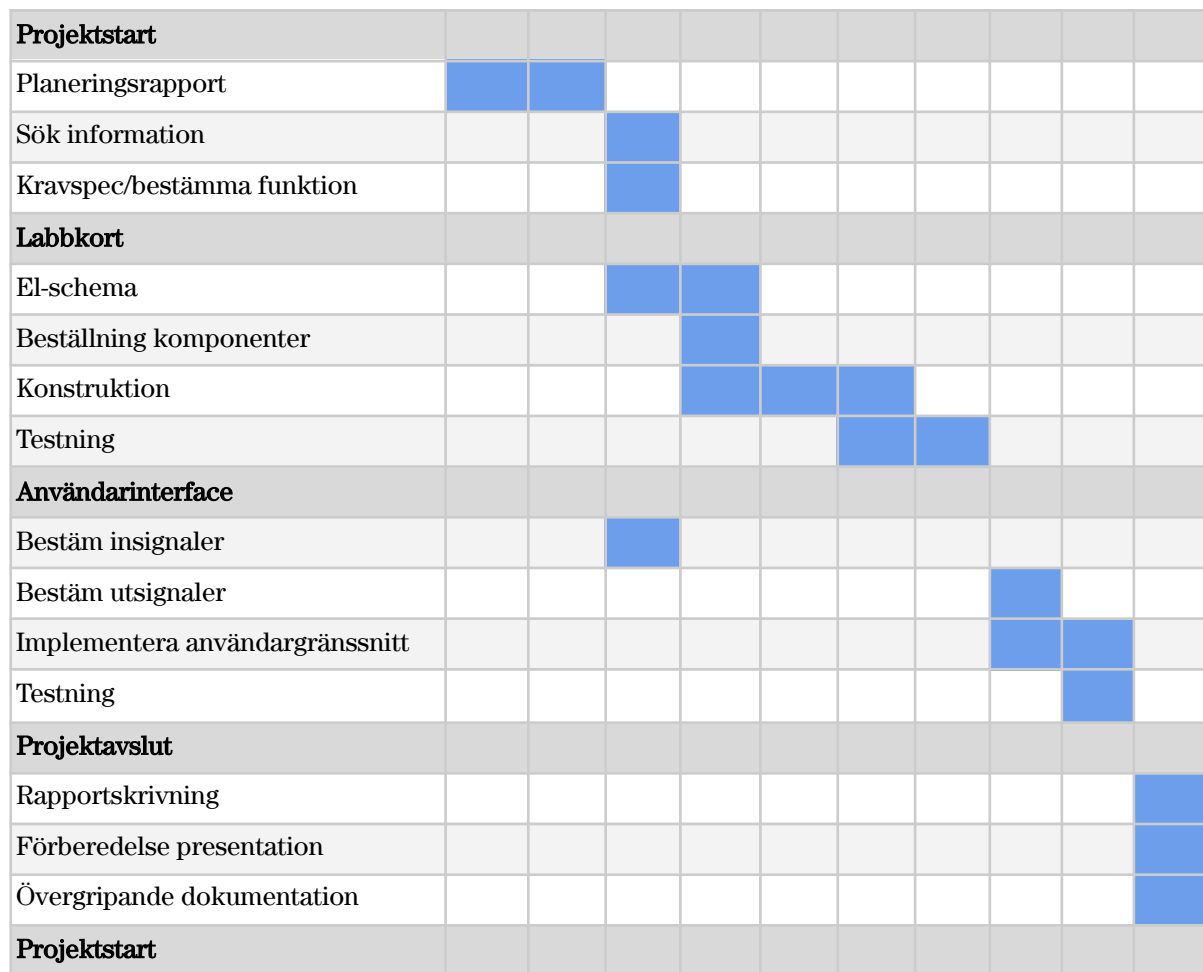 Projektstart
Planeringsrapport
Sök information
Kravspec/bestämma funktion
Labbkort
El-schema
Beställning komponenter
Konstruktion
Testning
Användarinterface
Bestäm insignaler
Bestäm utsignaler
Implementera användargränssnitt
Testning
Projektavslut
Rapportskrivning
Förberedelse presentation
Övergripande dokumentation
Projektstart